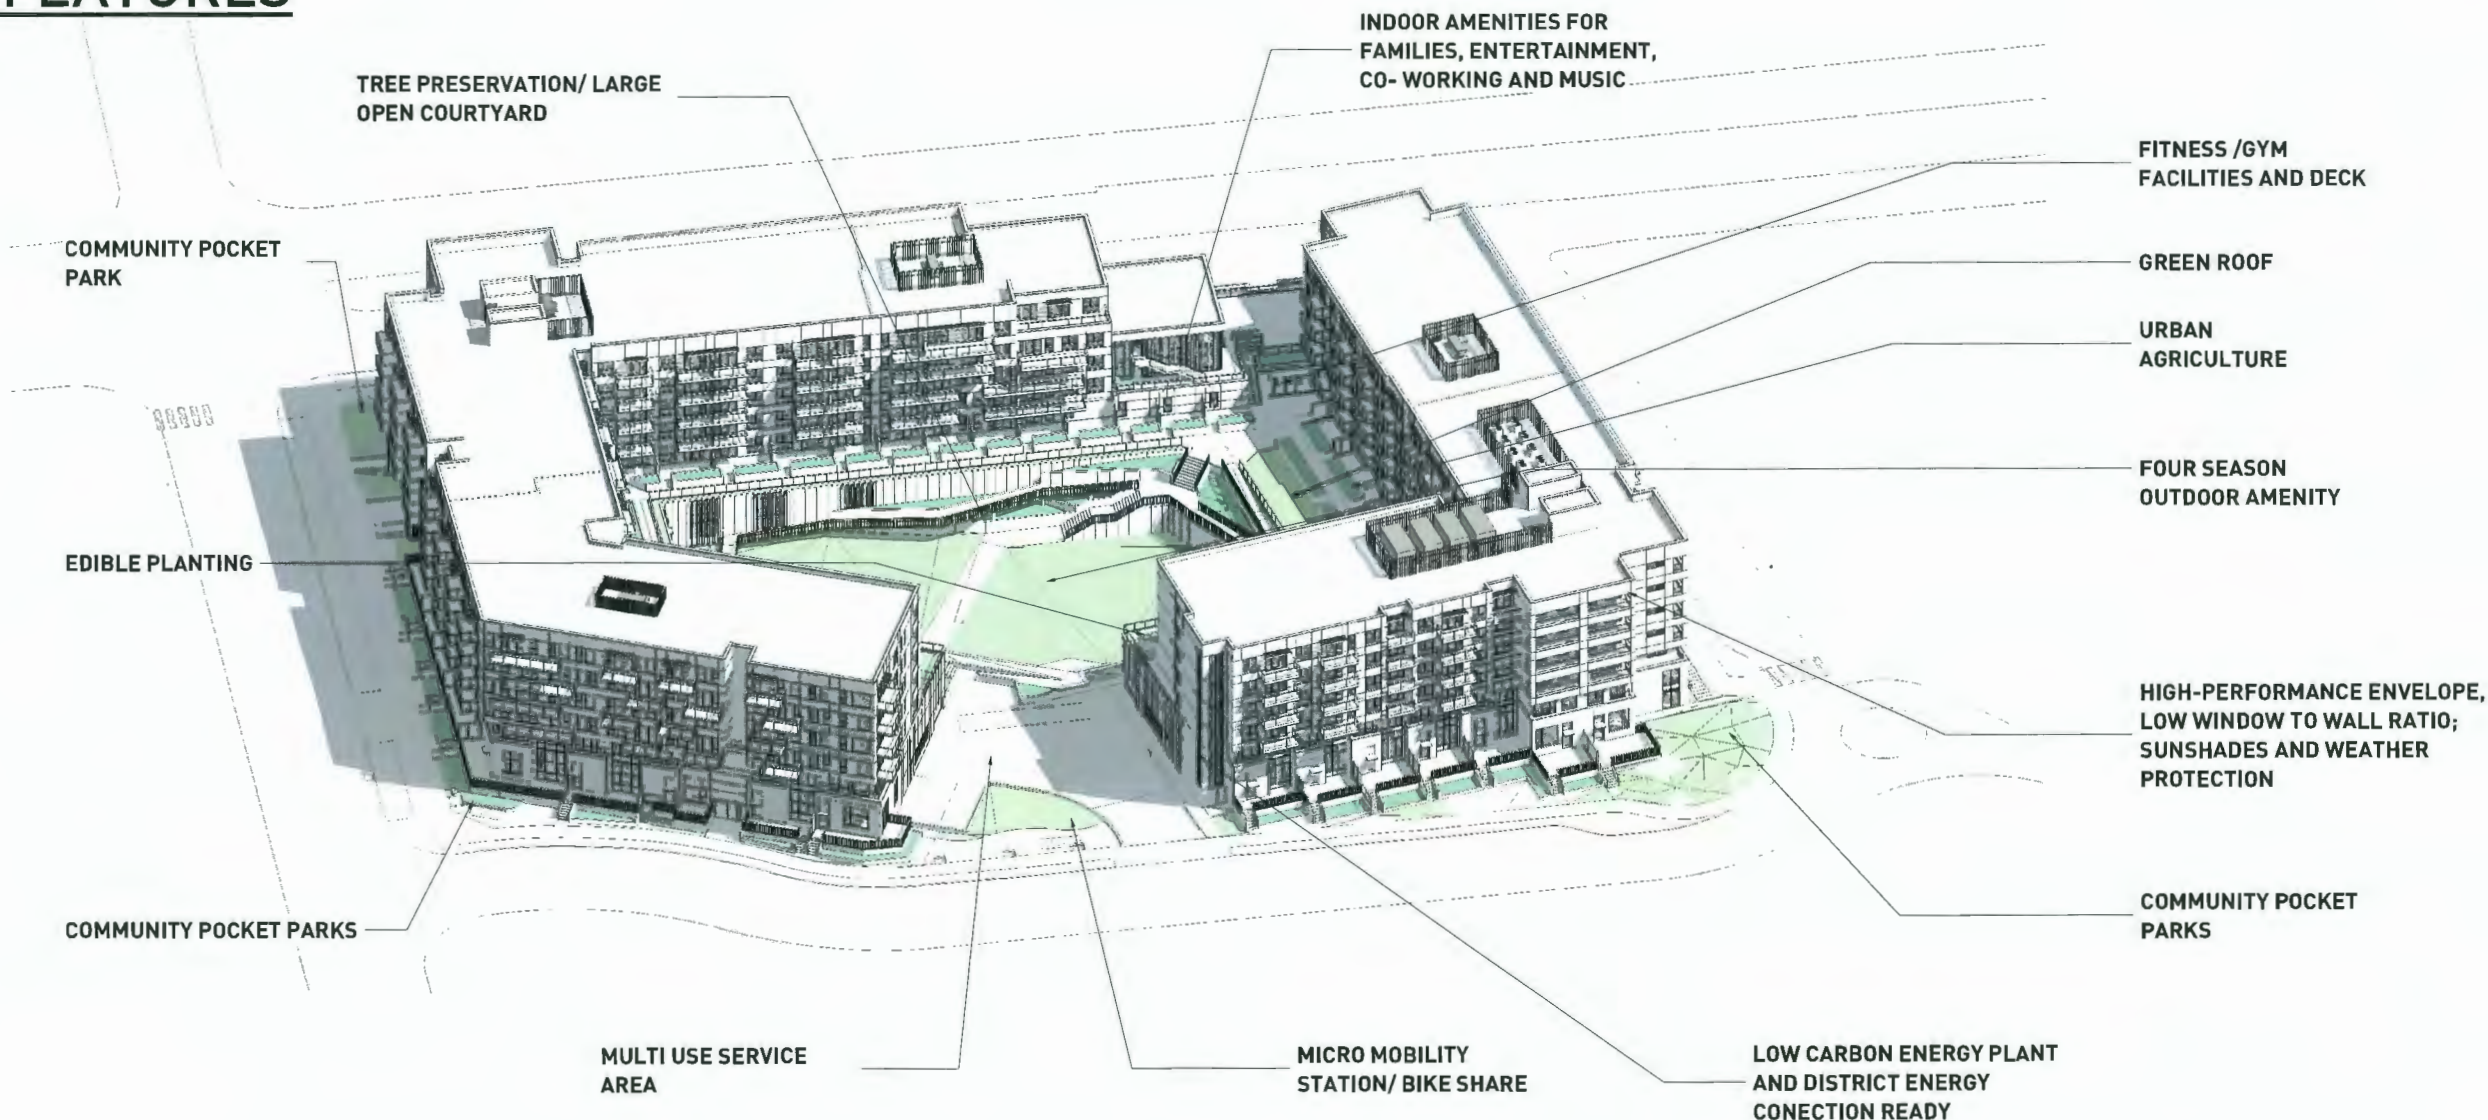 FEATURES
INDOOR AMENITIES FOR
FAMILIES, ENTERTAINMENT,
CO- WORKING AND MUSIC
TREE PRESERVATION/ LARGE
OPEN COURTYARD
FITNESS /GYM
FACILITIES AND DECK
COMMUNITY POCKET
PARK
GREEN ROOF
URBAN
AGRICULTURE
FOUR SEASON
OUTDOOR AMENITY
EDIBLE PLANTING
HIGH-PERFORMANCE ENVELOPE,
LOW WINDOW TO WALL RATIO;
SUNSHADES AND WEATHER
PROTECTION
COMMUNITY POCKET PARKS
COMMUNITY POCKET
PARKS
MULTI USE SERVICE
AREA
MICRO MOBILITY
STATION/ BIKE SHARE
LOW CARBON ENERGY PLANT
AND DISTRICT ENERGY
CONECTION READY